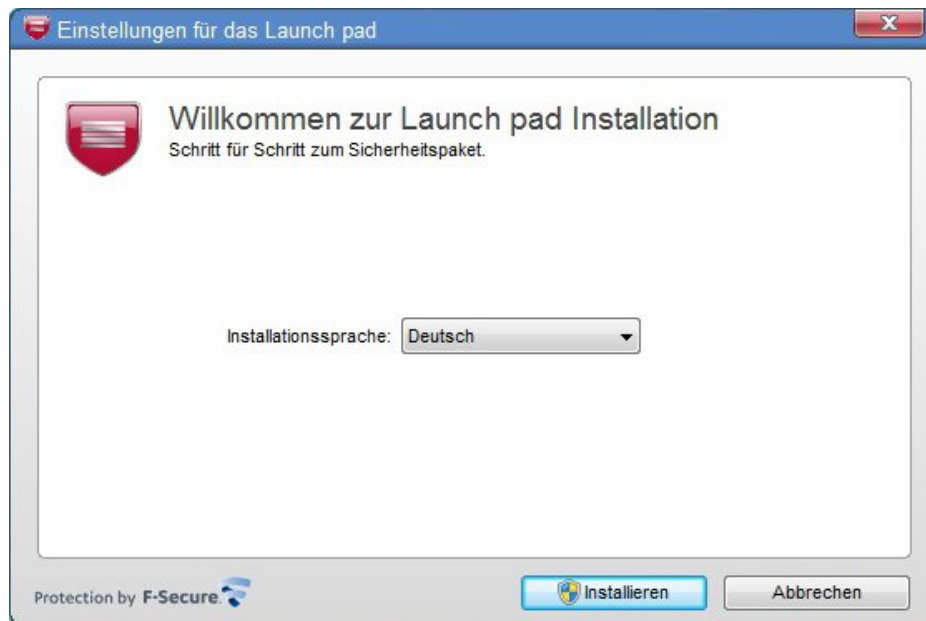 Einstellungen für das Launch pad
Willkommen zur Launch pad Installation
Schritt für Schritt zum Sicherheitspaket.
Installationssprache: Deutsch
Protection by F-Secure.
Installieren
Abbrechen